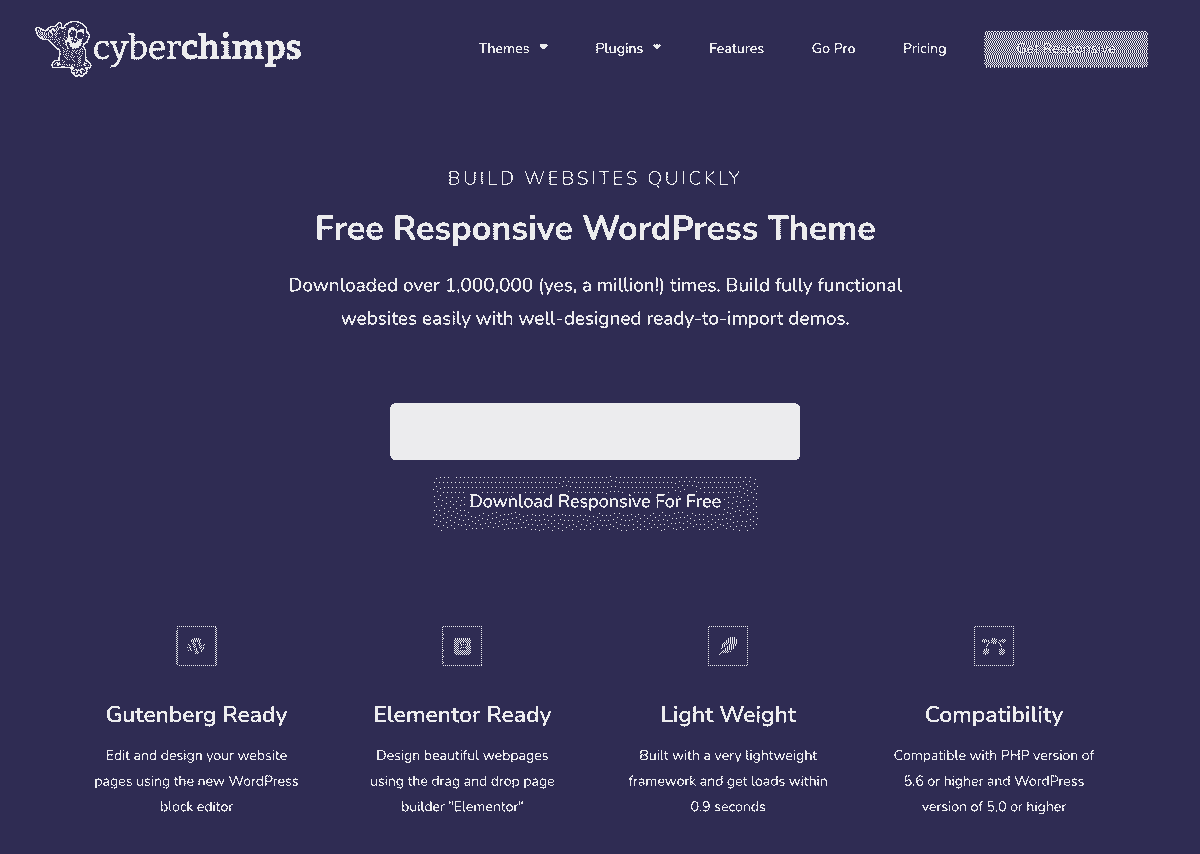 cyberchimps
Themes
Plugins
Features
Go Pro
Pricing
Get Responsive
BUILD WEBSITES QUICKLY
Free Responsive WordPress Theme
Downloaded over 1,000,000 (yes, a million!) times. Build fully functional
websites easily with well-designed ready-to-import demos.
Download Responsive For Free
Gutenberg Ready
Edit and design your website
pages using the new WordPress
block editor
Elementor Ready
Design beautiful webpages
using the drag and drop page
builder "Elementor"
Light Weight
Built with a very lightweight
framework and get loads within
0.9 seconds
Compatibility
Compatible with PHP version of
5.6 or higher and WordPress
version of 5.0 or higher